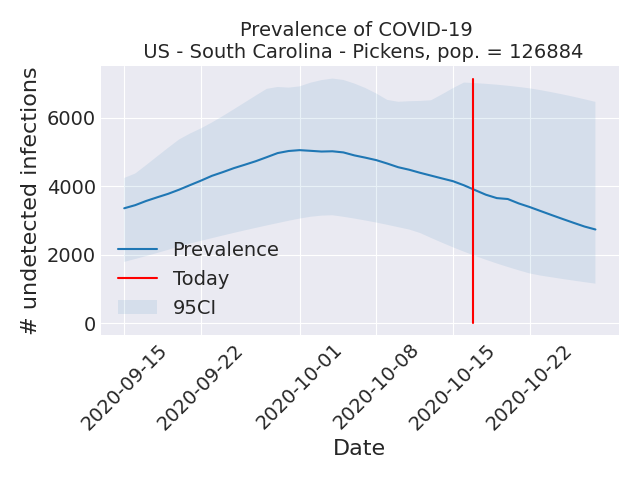 Prevalence of COVID-19
US - South Carolina - Pickens, pop. = 126884
# undetected infections
6000
4000
2000
0
Prevalence
Today
95CI
2020-09-15
2020-09-22
2020-10-01
2020-10-08
2020-10-15
2020-10-22
Date